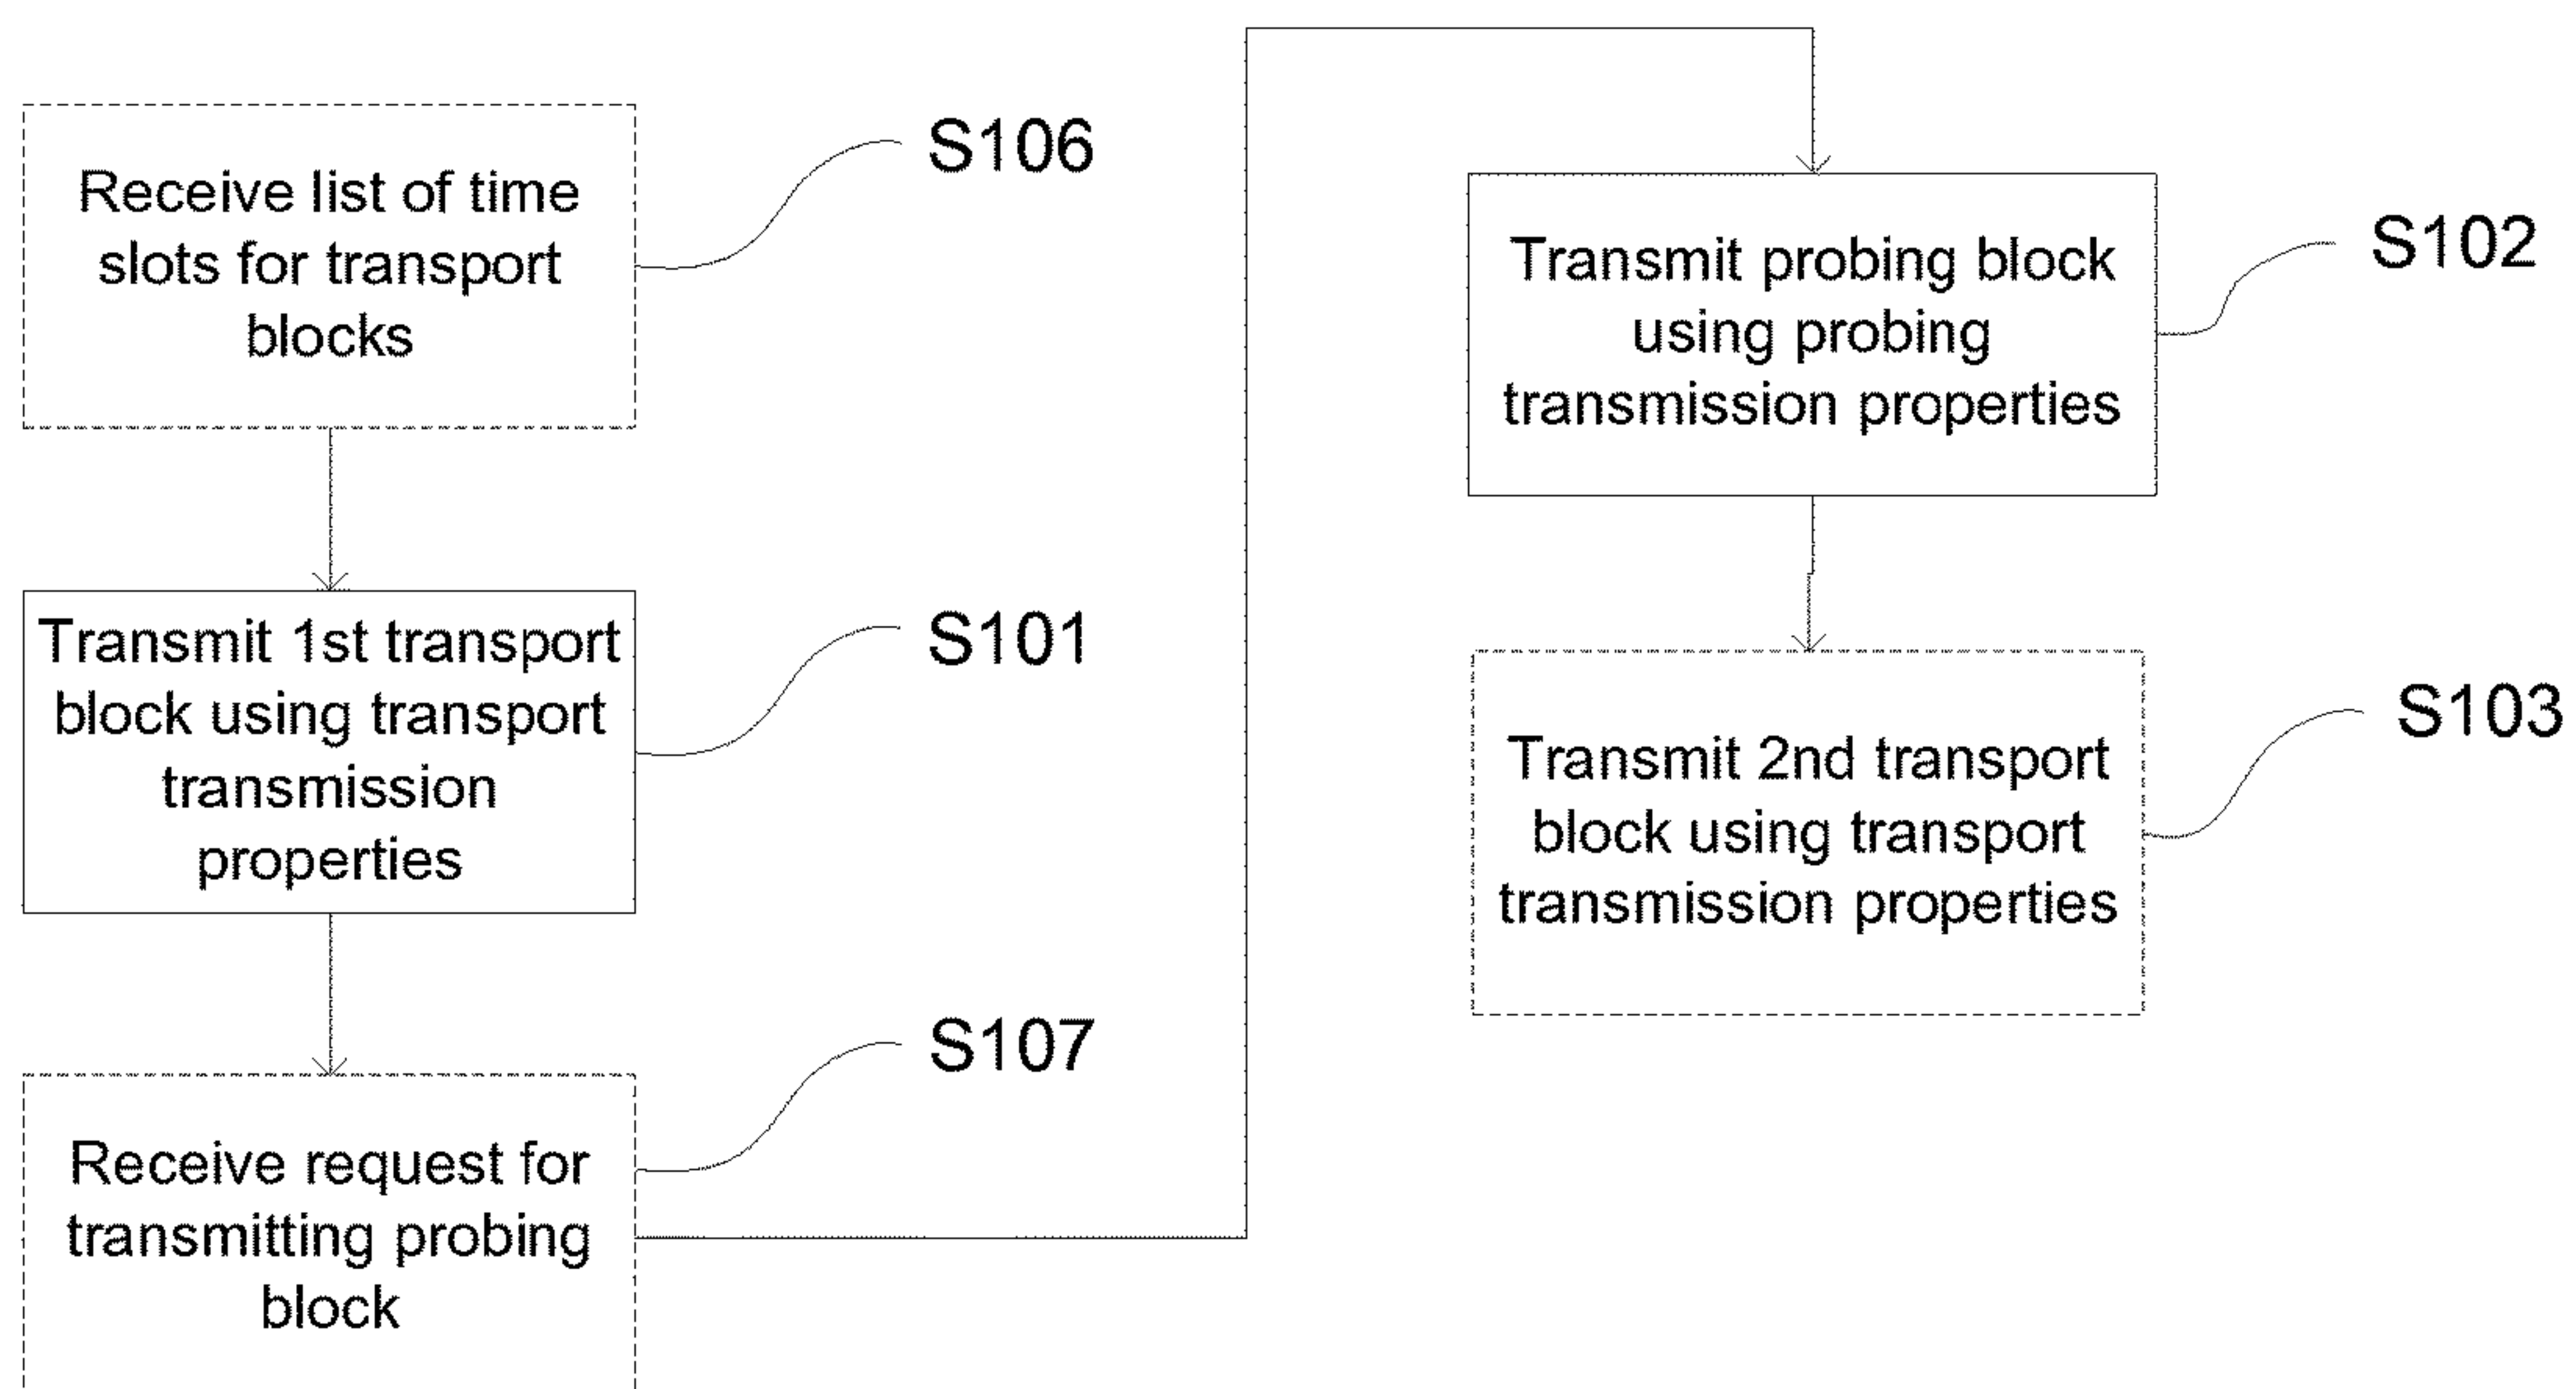 Receive list of time
slots for transport
blocks
S106
Transmit 1st transport
block using transport
transmission
properties
S101
Receive request for
transmitting probing
block
S107
Transmit probing block
using probing
transmission properties
S102
Transmit 2nd transport
block using transport
transmission properties
S103